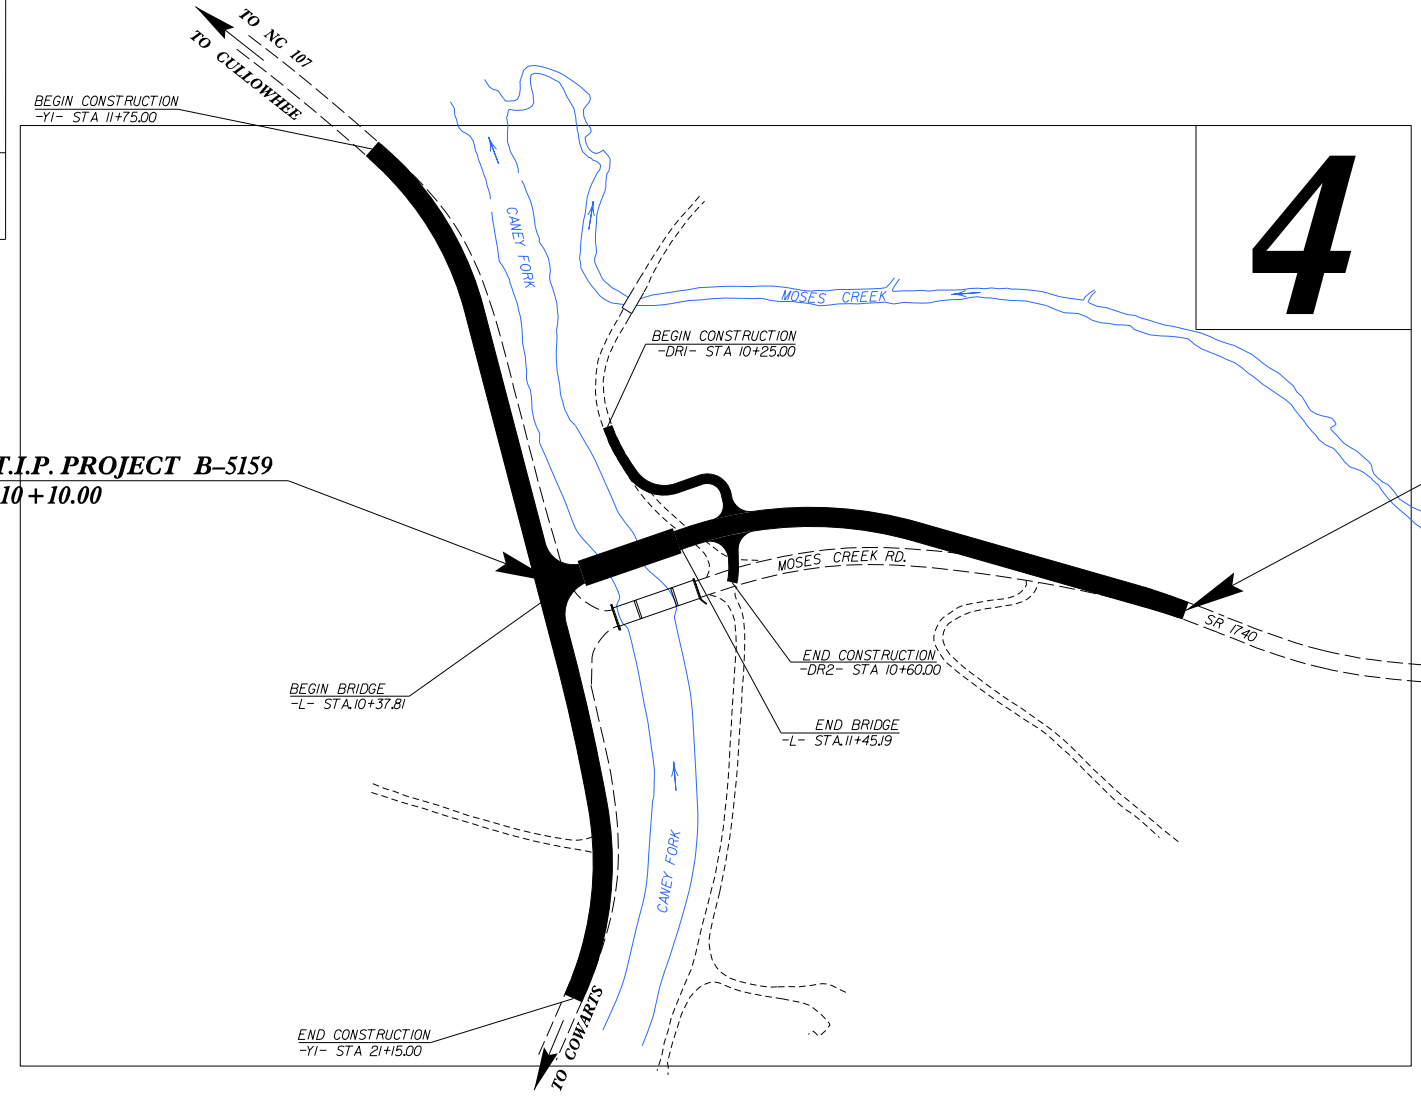 TO NC 107
TO CULLOWHEE
BEGIN CONSTRUCTION
-Y1- STA 11+75.00
4
CANEY FORK
MOSES CREEK
BEGIN CONSTRUCTION
-DR1- STA 10+25.00
T.I.P. PROJECT B–5159
10+10.00
MOSES CREEK RD.
SR 1740
END CONSTRUCTION
-DR2- STA 10+60.00
BEGIN BRIDGE
-L- STA.10+37.81
END BRIDGE
-L- STA.11+45.19
CANEY FORK
END CONSTRUCTION
-Y1- STA 21+15.00
TO COWARTS